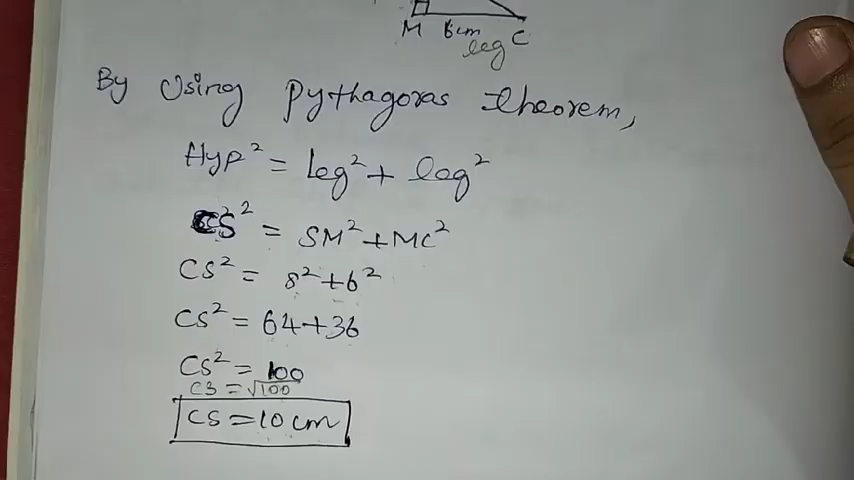 M 6cm C
leg
By Using Pythagoras theorem,
Hyp² = leg² + leg²
CS² = SM² + MC²
CS² = 8² + 6²
CS² = 64 + 36
CS² = 100
CS = √100
CS = 10 cm